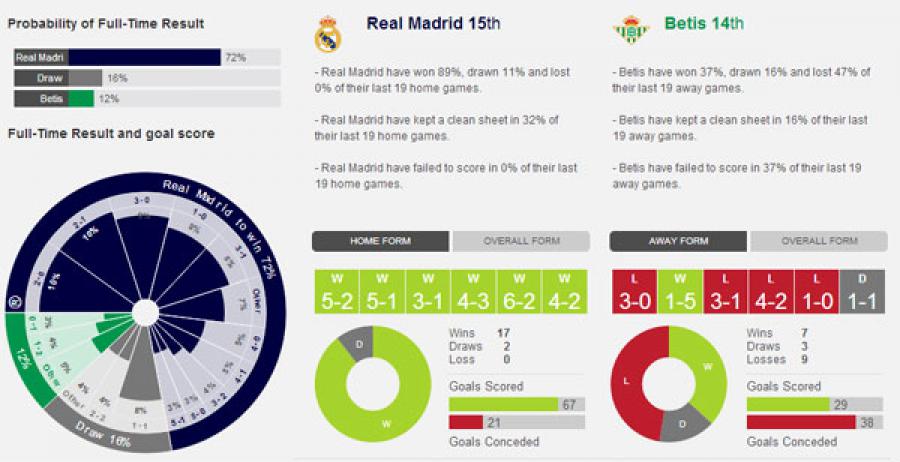 Probability of Full-Time Result
Real Madri 72%
Draw 16%
Betis 12%
Full-Time Result and goal score
Real Madrid to win 72%
2-0
10%
2-1
10%
3-0
9%
1-0
9%
3-1
8%
Other
7%
4-0
4-1
4%
5-0
3%
5-1
3%
Draw 16%
1-1
8%
2-2
4%
Other
4%
12%
Other
1-2
4%
0-1
®
Real Madrid 15th
- Real Madrid have won 89%, drawn 11% and lost
0% of their last 19 home games.
- Real Madrid have kept a clean sheet in 32% of
their last 19 home games.
- Real Madrid have failed to score in 0% of their last
19 home games.
HOME FORM OVERALL FORM
W W W W W W
5-2 5-1 3-1 4-3 6-2 4-2
D
W
Wins 17
Draws 2
Loss 0
Goals Scored
67
21
Goals Conceded
Betis 14th
- Betis have won 37%, drawn 16% and lost 47% of
their last 19 away games.
- Betis have kept a clean sheet in 16% of their last
19 away games.
- Betis have failed to score in 37% of their last 19
away games.
AWAY FORM OVERALL FORM
L W L L L D
3-0 1-5 3-1 4-2 1-0 1-1
L
W
D
Wins 7
Draws 3
Losses 9
Goals Scored
29
38
Goals Conceded